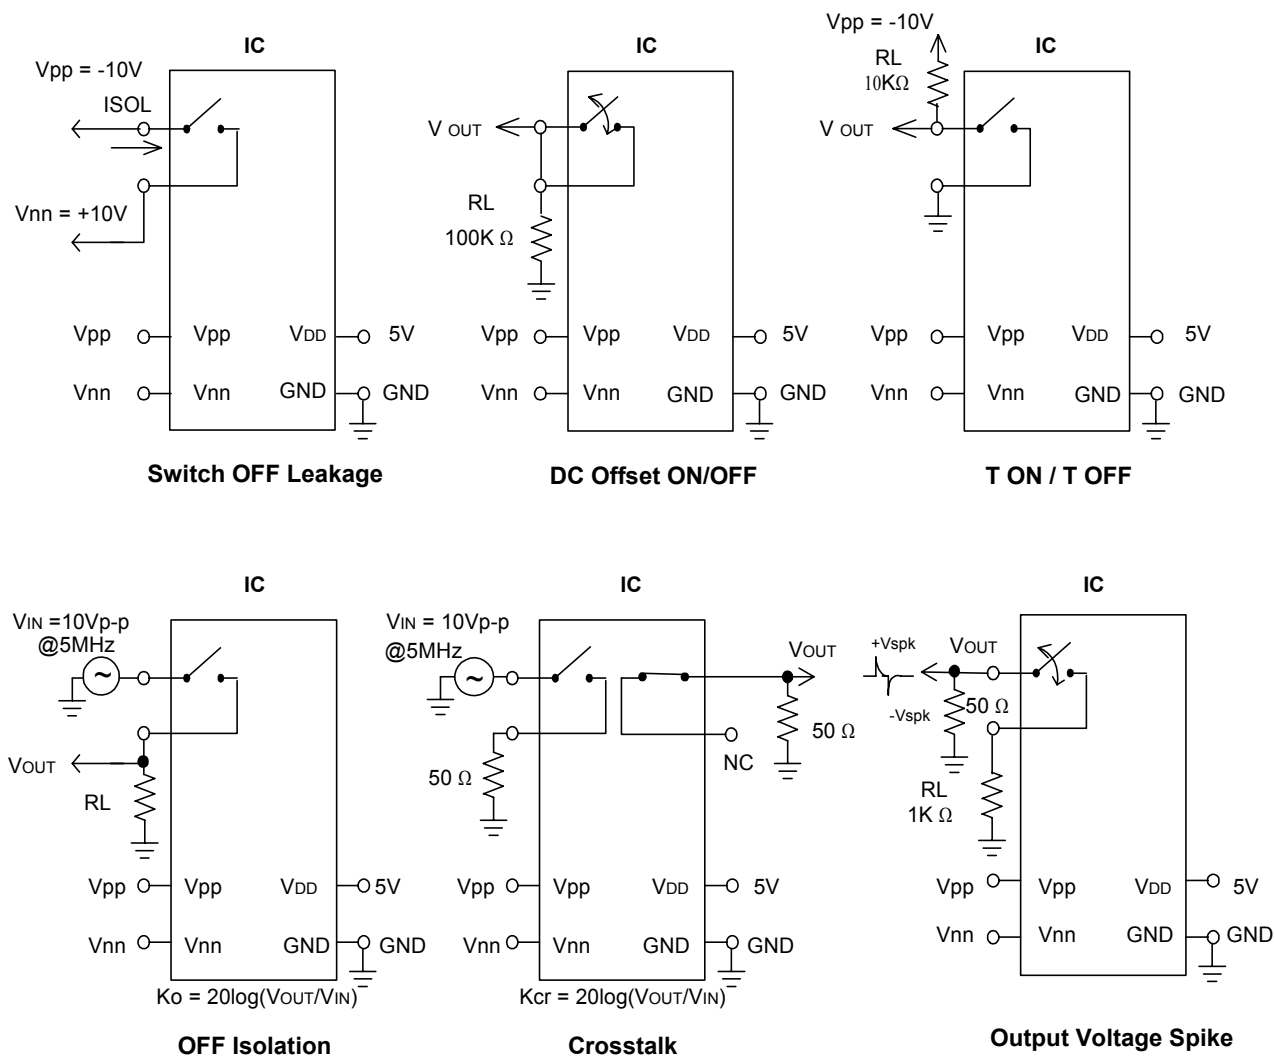 IC
Vpp = -10V
ISOL
Vnn = +10V
Vpp
Vpp
VDD
5V
Vnn
Vnn
GND
GND
Switch OFF Leakage
IC
V OUT
RL
100K Ω
Vpp
Vpp
VDD
5V
Vnn
Vnn
GND
GND
DC Offset ON/OFF
Vpp = -10V
IC
RL
10KΩ
V OUT
Vpp
Vpp
VDD
5V
Vnn
Vnn
GND
GND
T ON / T OFF
IC
VIN =10Vp-p
@5MHz
~
VOUT
RL
Vpp
Vpp
VDD
5V
Vnn
Vnn
GND
GND
Ko = 20log(VOUT/VIN)
OFF Isolation
IC
VIN = 10Vp-p
@5MHz
~
VOUT
50 Ω
NC
50 Ω
Vpp
Vpp
VDD
5V
Vnn
Vnn
GND
GND
Kcr = 20log(VOUT/VIN)
Crosstalk
IC
+Vspk
VOUT
-Vspk
50 Ω
RL
1K Ω
Vpp
Vpp
VDD
5V
Vnn
Vnn
GND
GND
Output Voltage Spike